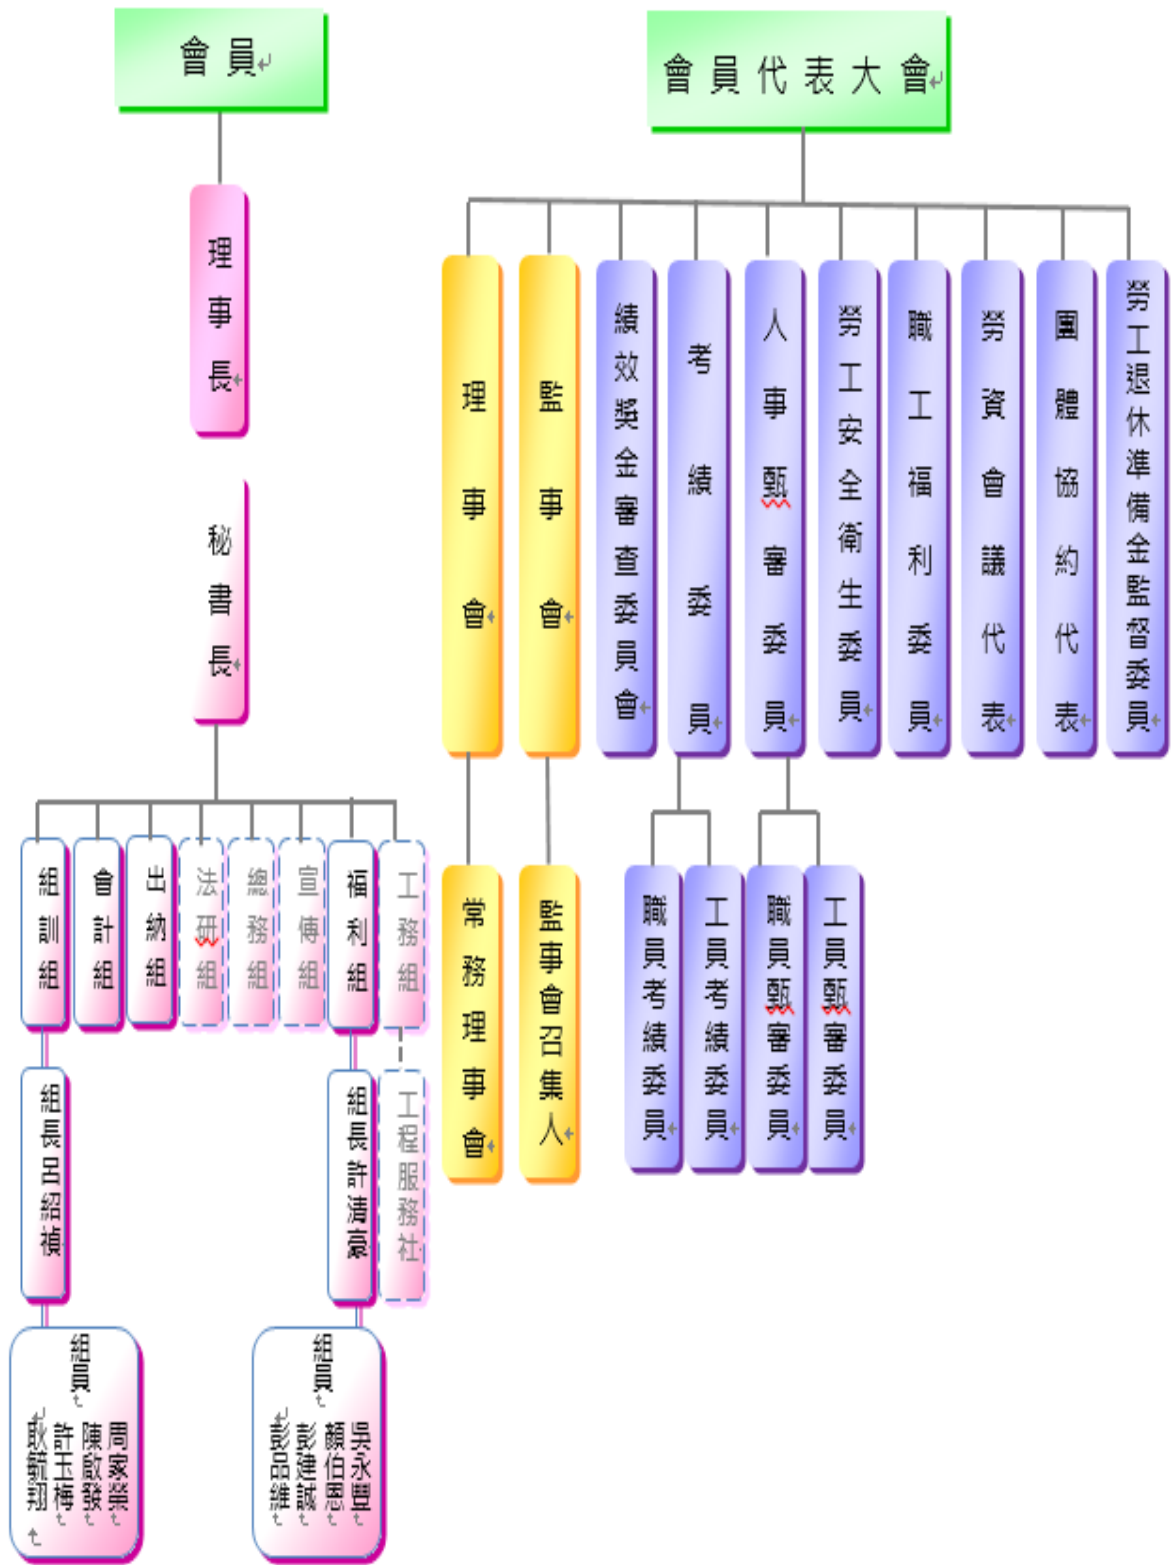 會員
理事長
秘書長
組訓組
會計組
出納組
法研組
總務組
宣傳組
福利組
工務組
組長呂紹禎
組長許清豪
工程服務社
組員
周家榮
陳啟發
許玉梅
耿毓翔
組員
吳永豐
顏伯恩
彭建誠
彭品維
會員代表大會
理事會
監事會
績效獎金審查委員會
考績委員
人事甄審委員
勞工安全衛生委員
職工福利委員
勞資會議代表
團體協約代表
勞工退休準備金監督委員
常務理事會
監事會召集人
職員考績委員
工員考績委員
職員甄審委員
工員甄審委員